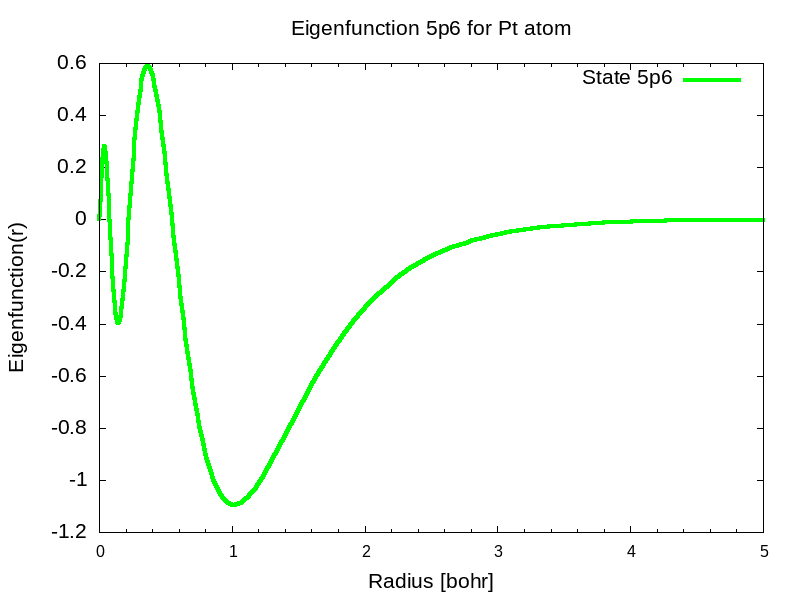 Eigenfunction 5p6 for Pt atom
State 5p6
0.6
0.4
0.2
0
-0.2
-0.4
-0.6
-0.8
-1
-1.2
Eigenfunction(r)
0 1 2 3 4 5
Radius [bohr]